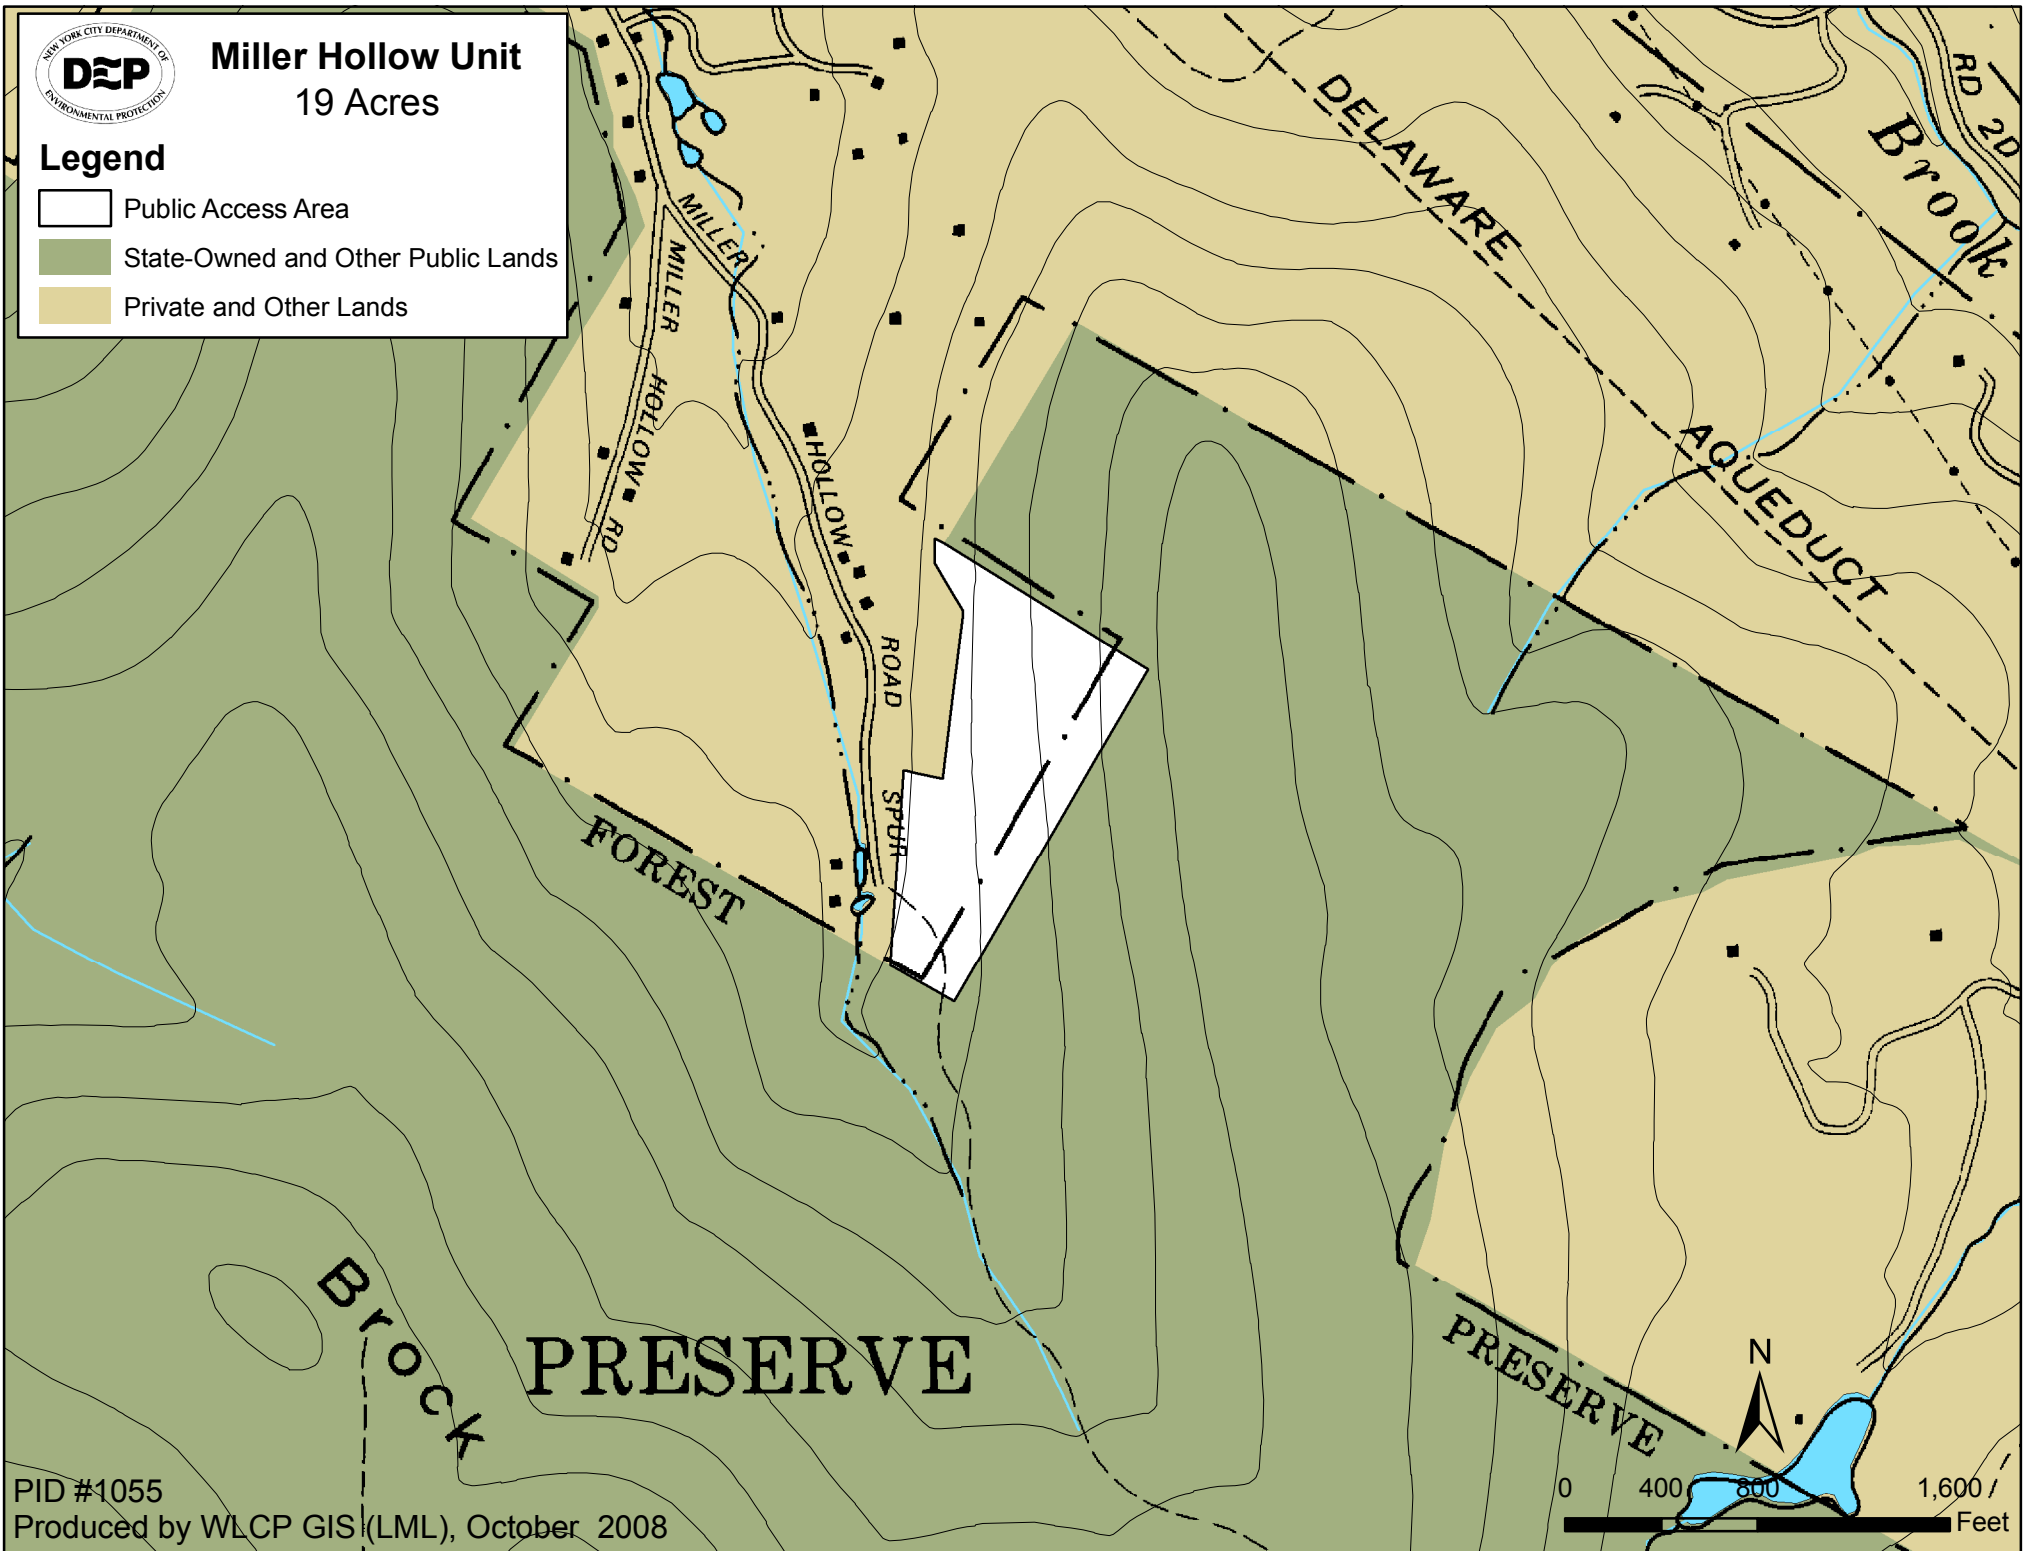 NEW YORK CITY DEPARTMENT OF
DEP
ENVIRONMENTAL PROTECTION
Miller Hollow Unit
19 Acres
Legend
Public Access Area
State-Owned and Other Public Lands
Private and Other Lands
DELAWARE
AQUEDUCT
RD
2D
Brook
MILLER
HOLLOW
ROAD
SPUR
MILLER
HOLLOW
RD
FOREST
PRESERVE
Brock
PRESERVE
N
0 400 800 1,600
Feet
PID #1055
Produced by WLCP GIS (LML), October 2008